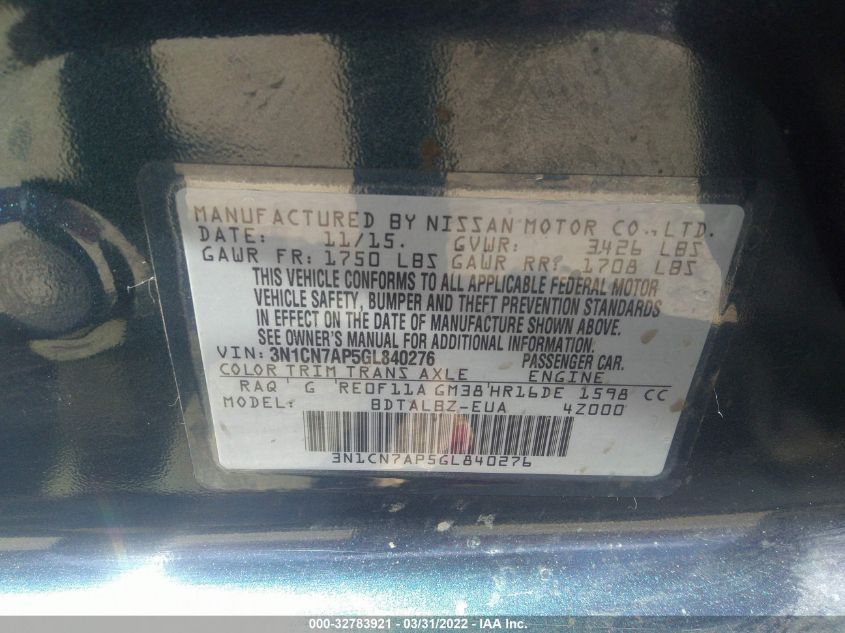 MANUFACTURED BY NISSAN MOTOR CO., LTD.
DATE: 11/15. GVWR: 3426 LBS
GAWR FR: 1750 LBS GAWR RR: 1708 LBS
THIS VEHICLE CONFORMS TO ALL APPLICABLE FEDERAL MOTOR
VEHICLE SAFETY, BUMPER AND THEFT PREVENTION STANDARDS
IN EFFECT ON THE DATE OF MANUFACTURE SHOWN ABOVE.
SEE OWNER'S MANUAL FOR ADDITIONAL INFORMATION.
VIN: 3N1CN7AP5GL840276 PASSENGER CAR.
COLOR TRIM TRANS AXLE ENGINE
RAQ G RE0F11A GM38 HR16DE 1598 CC
MODEL: BDTALBZ-EUA 4Z000
3N1CN7AP5GL840276
000-32783921 - 03/31/2022 - IAA Inc.